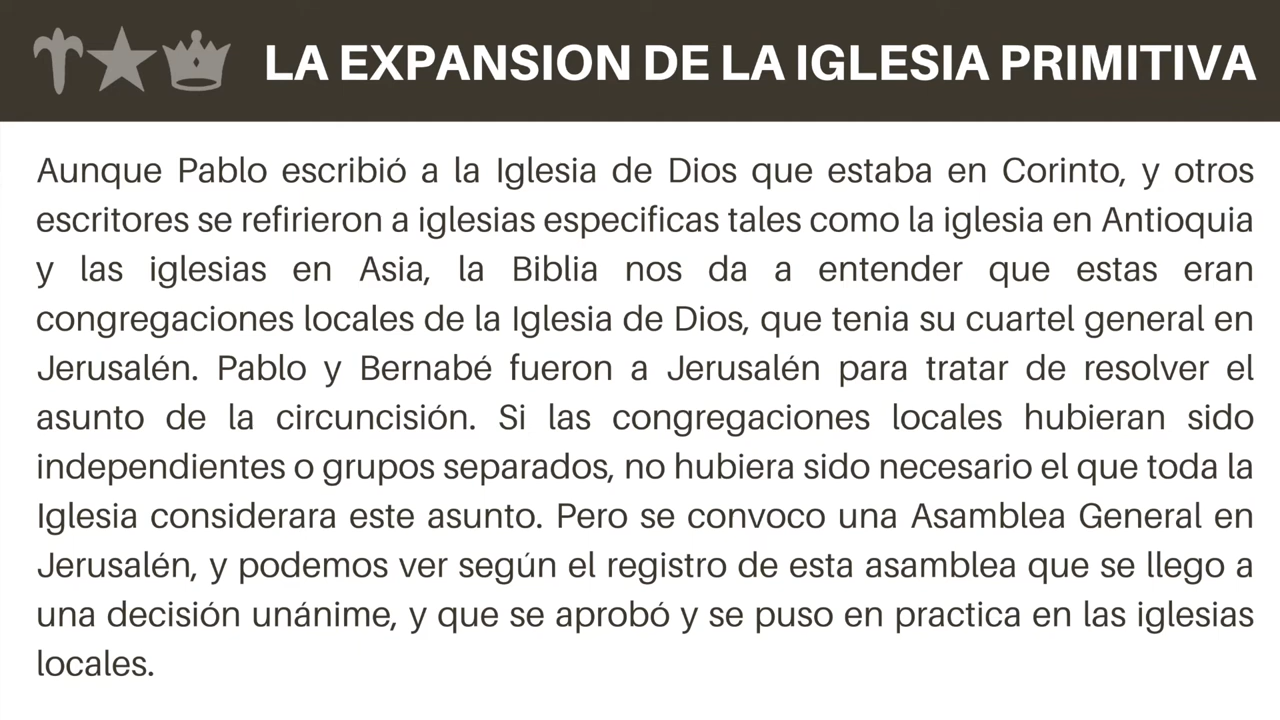 LA EXPANSION DE LA IGLESIA PRIMITIVA
Aunque Pablo escribió a la Iglesia de Dios que estaba en Corinto, y otros
escritores se refirieron a iglesias especificas tales como la iglesia en Antioquia
y las iglesias en Asia, la Biblia nos da a entender que estas eran
congregaciones locales de la Iglesia de Dios, que tenia su cuartel general en
Jerusalén. Pablo y Bernabé fueron a Jerusalén para tratar de resolver el
asunto de la circuncisión. Si las congregaciones locales hubieran sido
independientes o grupos separados, no hubiera sido necesario el que toda la
Iglesia considerara este asunto. Pero se convoco una Asamblea General en
Jerusalén, y podemos ver según el registro de esta asamblea que se llego a
una decisión unánime, y que se aprobó y se puso en practica en las iglesias
locales.